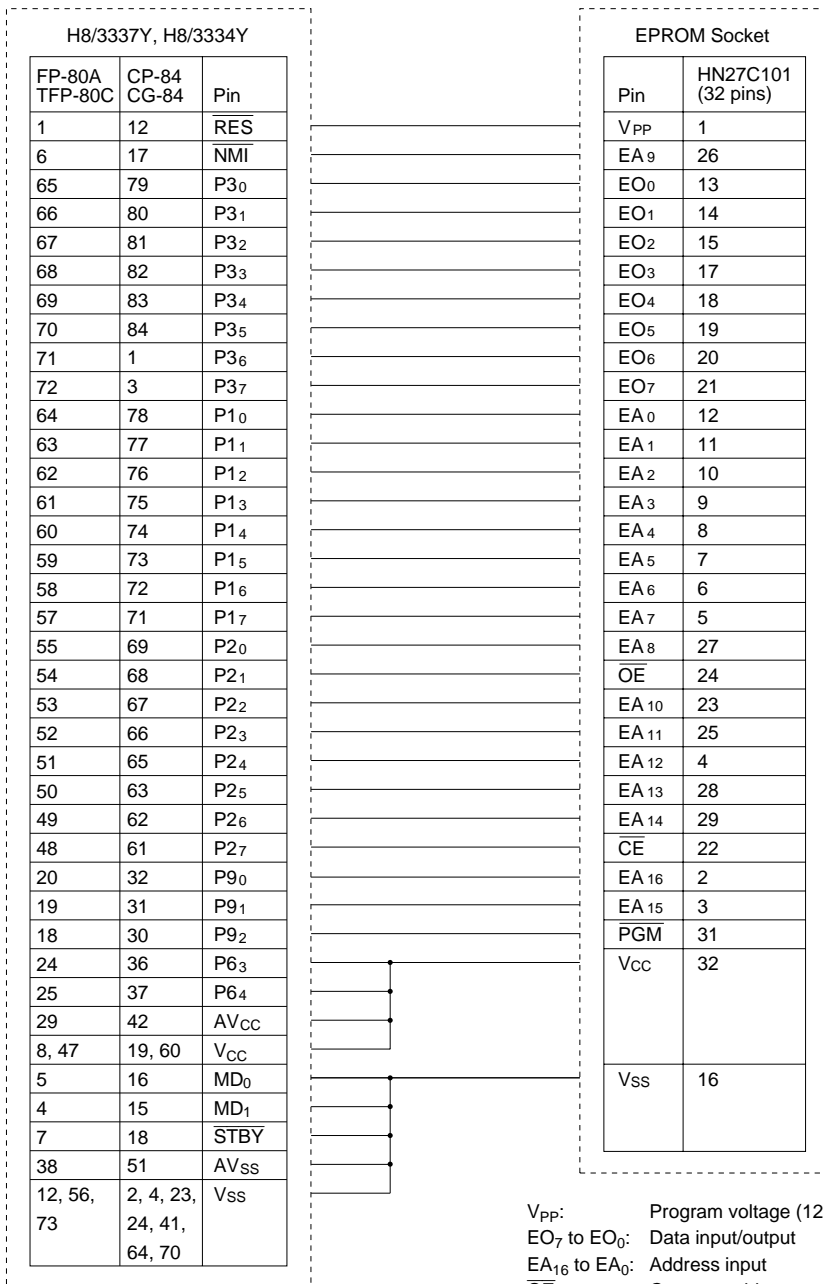 H8/3337Y, H8/3334Y EPROM Socket
FP-80A TFP-80C CP-84 CG-84 Pin Pin HN27C101 (32 pins)
1 12 R̅E̅S̅ VPP 1
6 17 N̅M̅I̅ EA9 26
65 79 P30 EO0 13
66 80 P31 EO1 14
67 81 P32 EO2 15
68 82 P33 EO3 17
69 83 P34 EO4 18
70 84 P35 EO5 19
71 1 P36 EO6 20
72 3 P37 EO7 21
64 78 P10 EA0 12
63 77 P11 EA1 11
62 76 P12 EA2 10
61 75 P13 EA3 9
60 74 P14 EA4 8
59 73 P15 EA5 7
58 72 P16 EA6 6
57 71 P17 EA7 5
55 69 P20 EA8 27
54 68 P21 O̅E̅ 24
53 67 P22 EA10 23
52 66 P23 EA11 25
51 65 P24 EA12 4
50 63 P25 EA13 28
49 62 P26 EA14 29
48 61 P27 C̅E̅ 22
20 32 P90 EA16 2
19 31 P91 EA15 3
18 30 P92 P̅G̅M̅ 31
24 36 P63 VCC 32
25 37 P64
29 42 AVCC
8, 47 19, 60 VCC
5 16 MD0 VSS 16
4 15 MD1
7 18 S̅T̅B̅Y̅
38 51 AVSS
12, 56, 2, 4, 23, VSS
73 24, 41,
64, 70
VPP: Program voltage (12
EO7 to EO0: Data input/output
EA16 to EA0: Address input